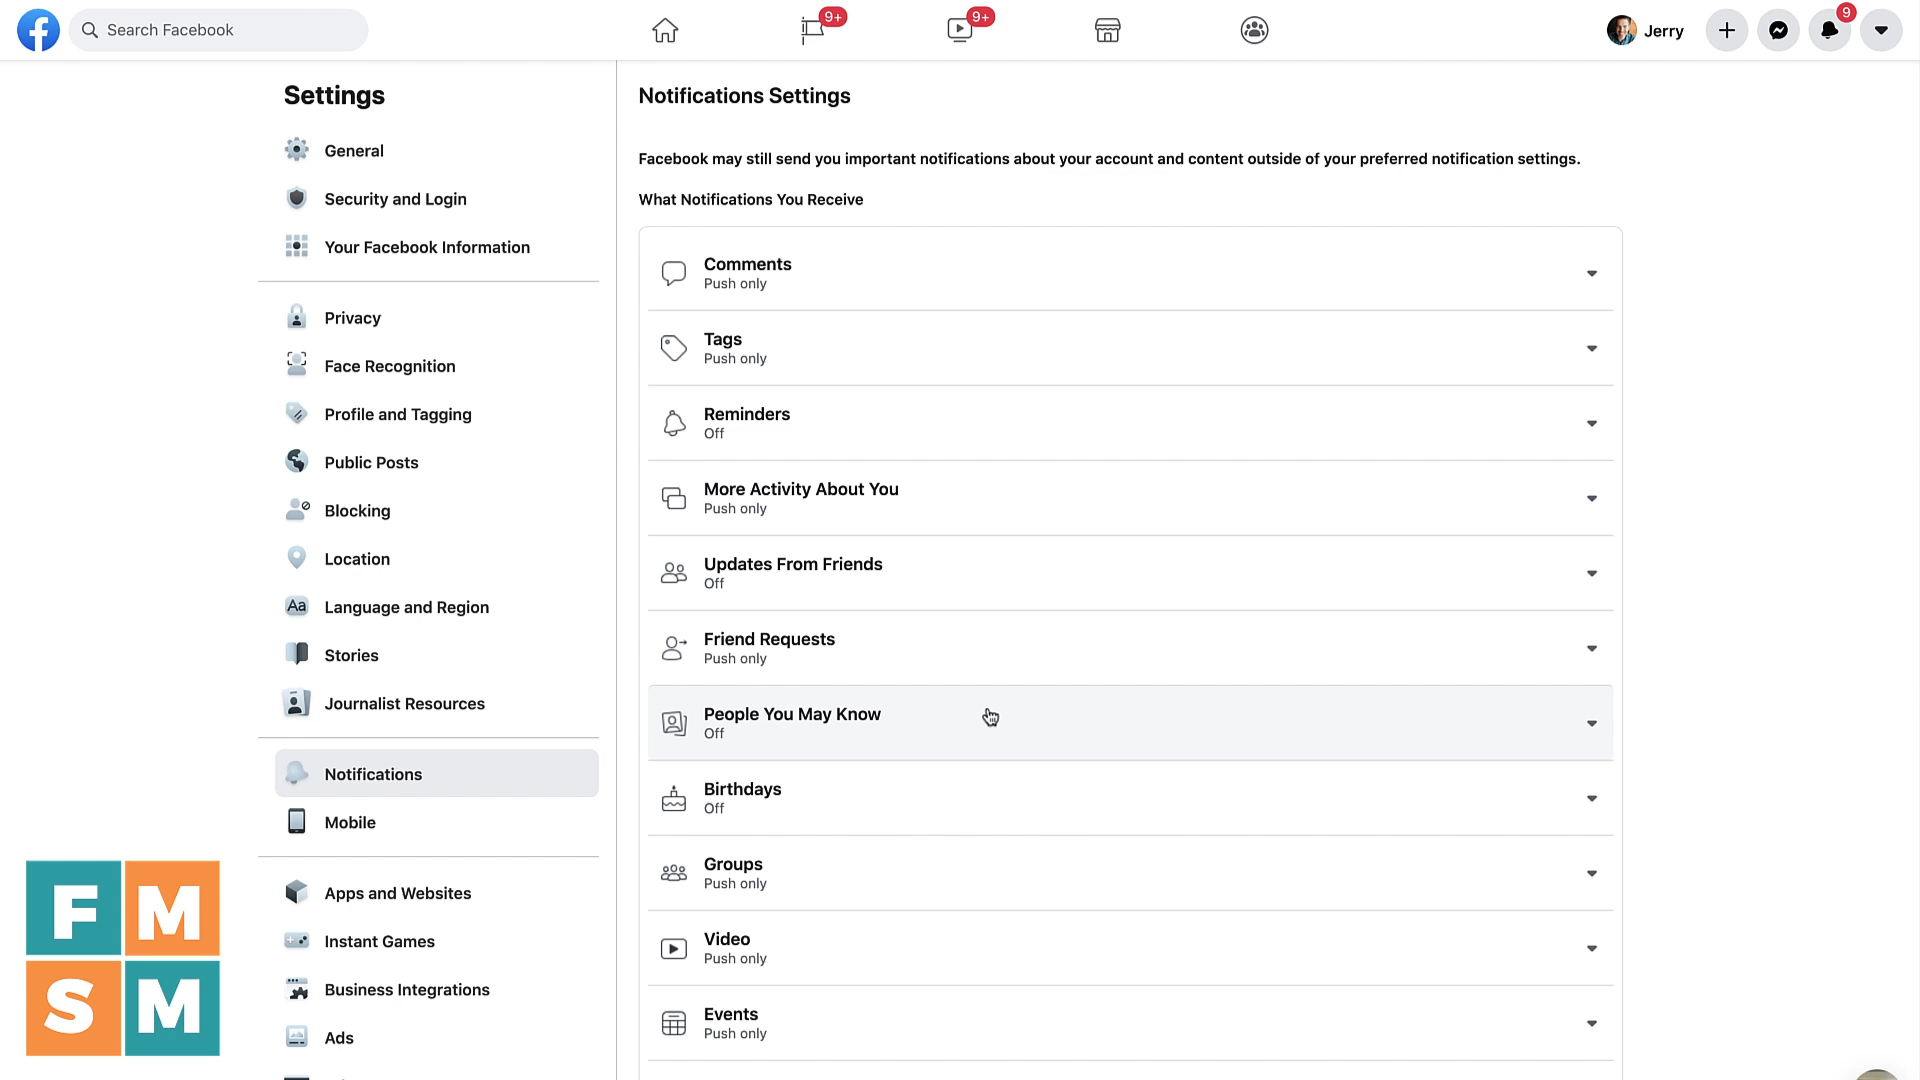 Search Facebook
9+
9+
Jerry
9
Settings
General
Security and Login
Your Facebook Information
Privacy
Face Recognition
Profile and Tagging
Public Posts
Blocking
Location
Aa
Language and Region
Stories
Journalist Resources
Notifications
Mobile
Apps and Websites
Instant Games
Business Integrations
Ads
Notifications Settings
Facebook may still send you important notifications about your account and content outside of your preferred notification settings.
What Notifications You Receive
Comments
Push only
Tags
Push only
Reminders
Off
More Activity About You
Push only
Updates From Friends
Off
Friend Requests
Push only
People You May Know
Off
Birthdays
Off
Groups
Push only
Video
Push only
Events
Push only
F M
S M